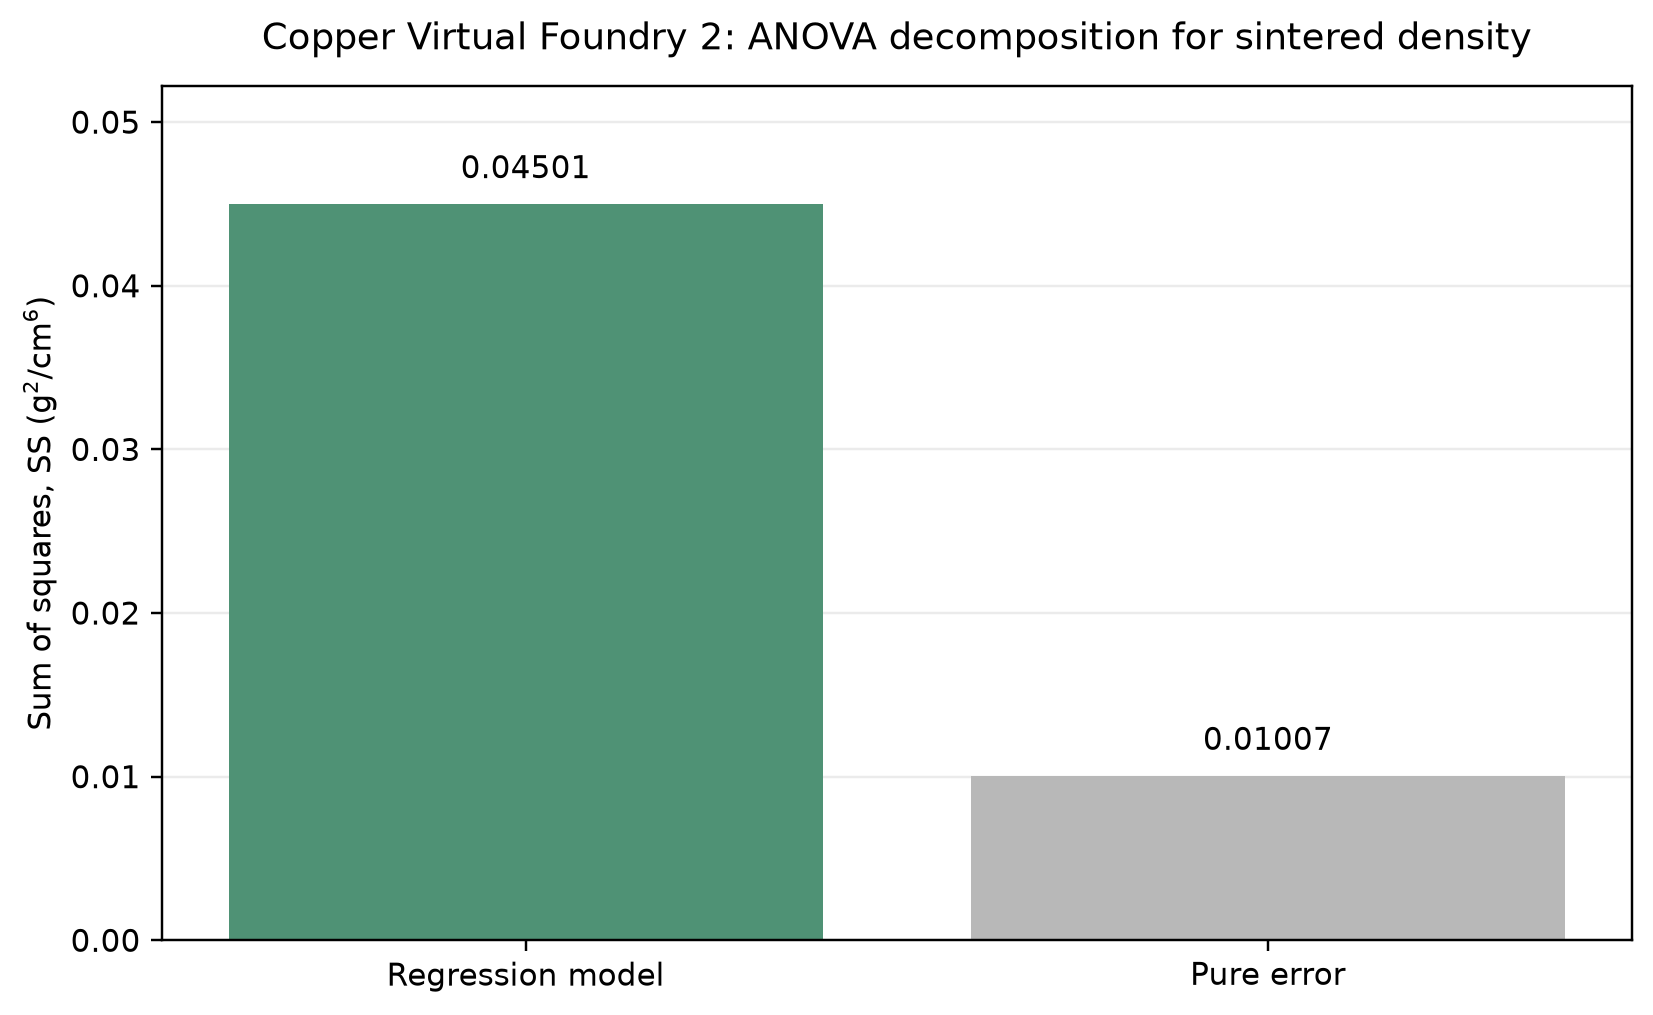 Copper Virtual Foundry 2: ANOVA decomposition for sintered density
Sum of squares, SS (g²/cm⁶)
0.05
0.04
0.03
0.02
0.01
0.00
0.04501
0.01007
Regression model
Pure error